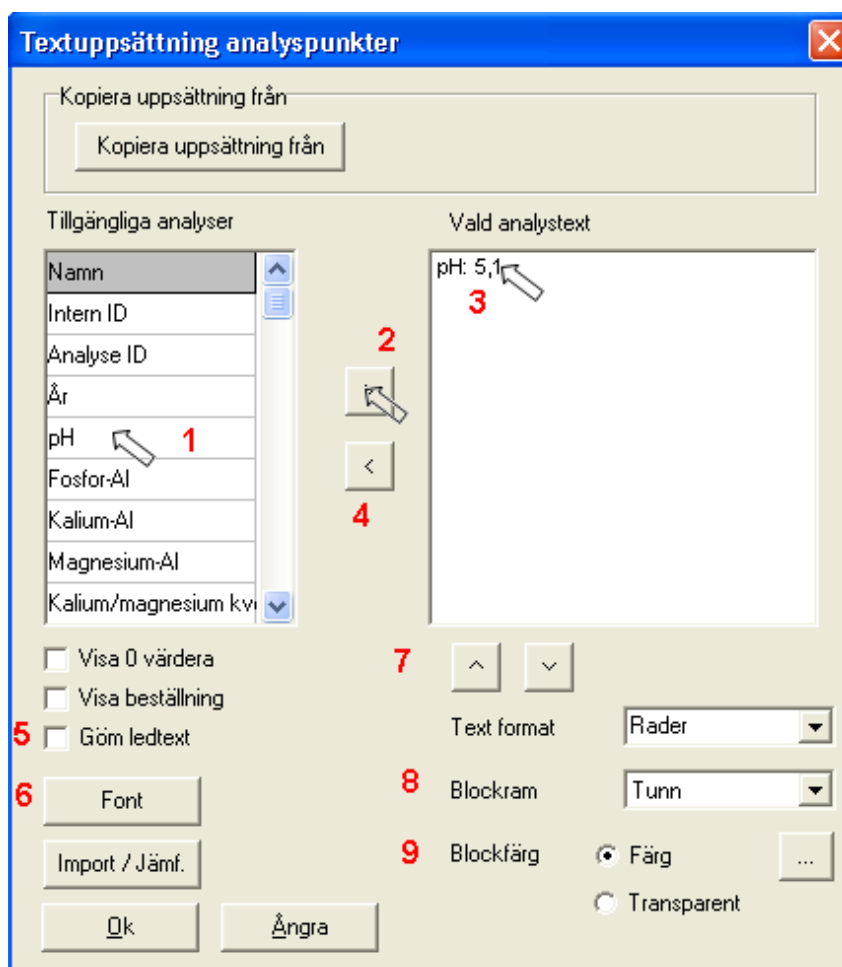 Textuppsättning analyspunkter
Kopiera uppsättning från
Kopiera uppsättning från
Tillgängliga analyser
Vald analystext
Namn
Intern ID
Analyse ID
År
pH
1
Fosfor-Al
Kalium-Al
Magnesium-Al
Kalium/magnesium kv
2
<
4
pH: 5,1
3
Visa 0 värdera
Visa beställning
5 Göm ledtext
6 Font
Import / Jämf.
Ok
Ångra
7
Text format Rader
8 Blockram Tunn
9 Blockfärg Färg ...
Transparent